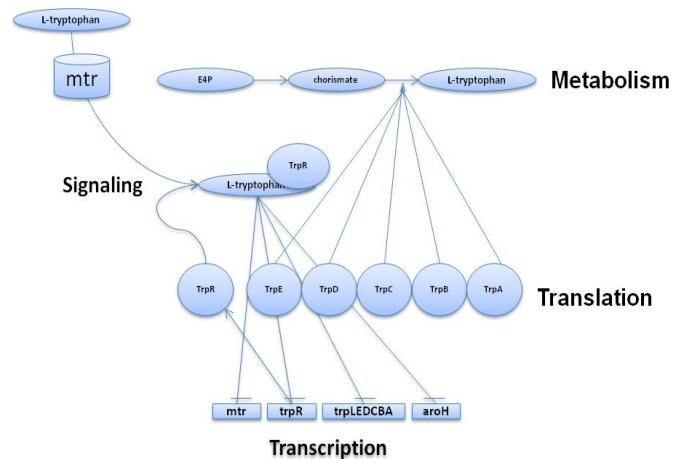 L-tryptophan
mtr
E4P
chorismate
L-tryptophan
Metabolism
TrpR
Signaling
L-tryptophan
TrpR
TrpE
TrpD
TrpC
TrpB
TrpA
Translation
mtr
trpR
trpLEDCBA
aroH
Transcription